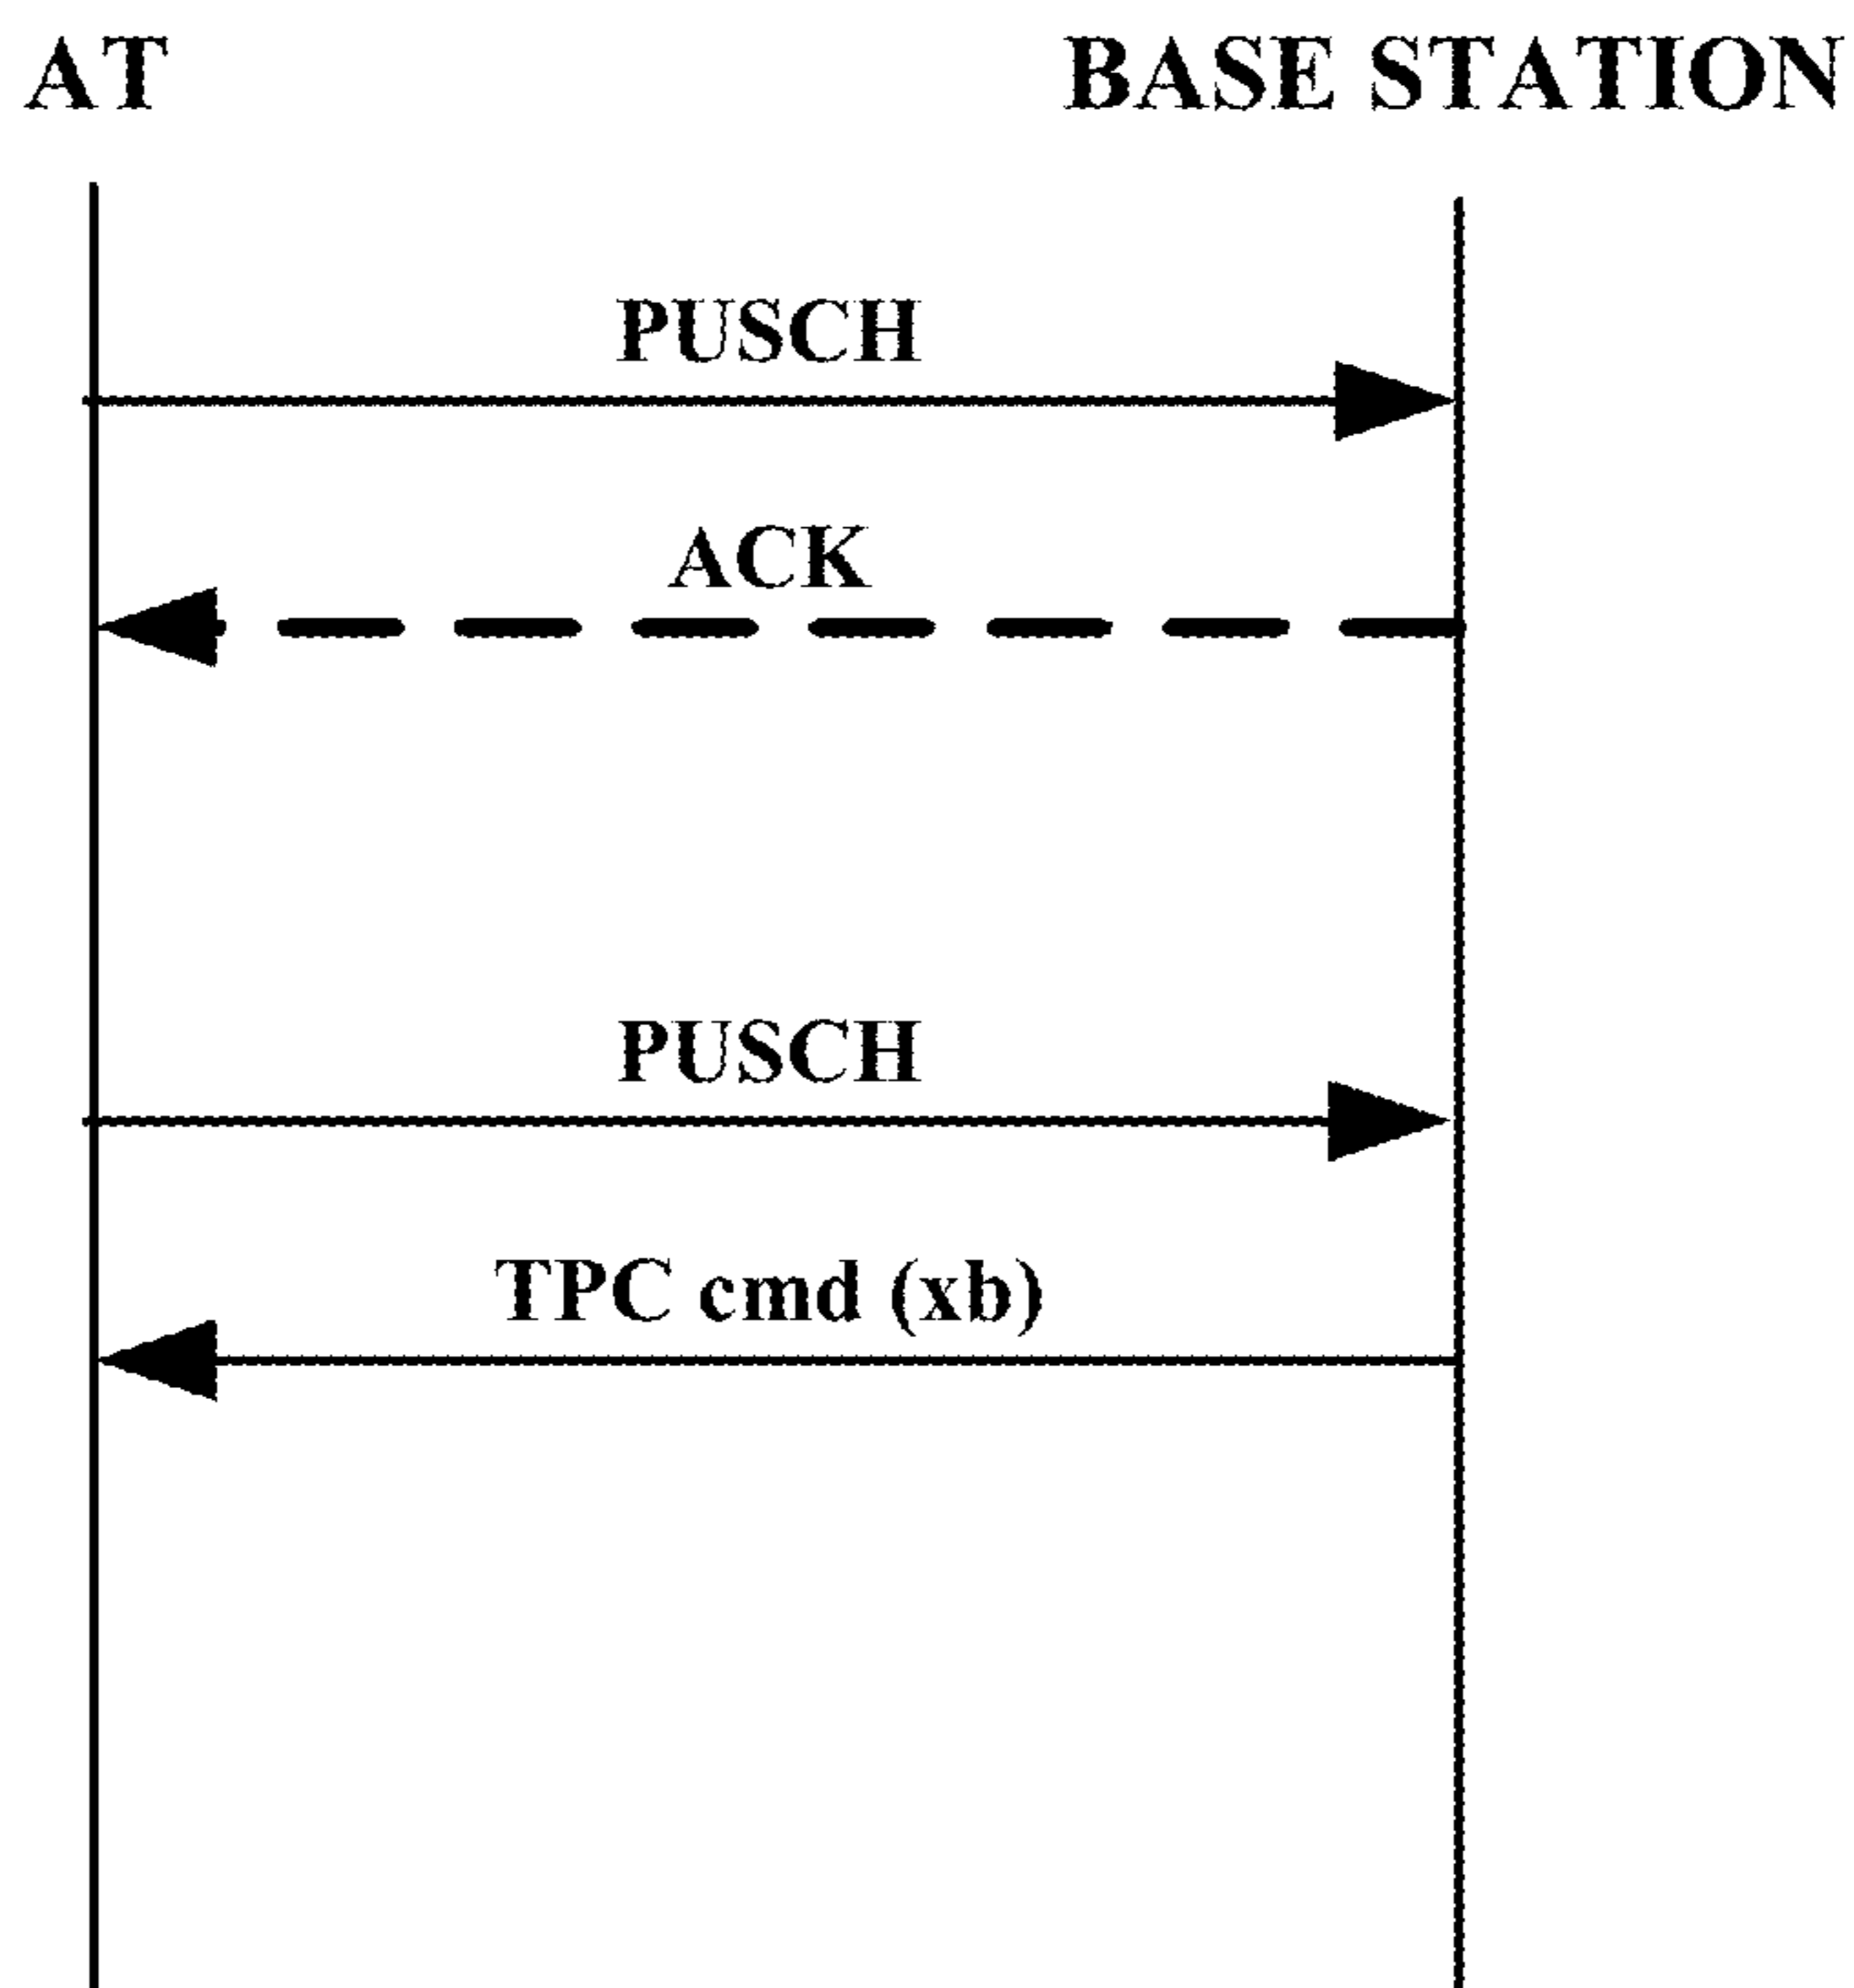 AT BASE STATION
PUSCH
ACK
PUSCH
TPC cmd (xb)